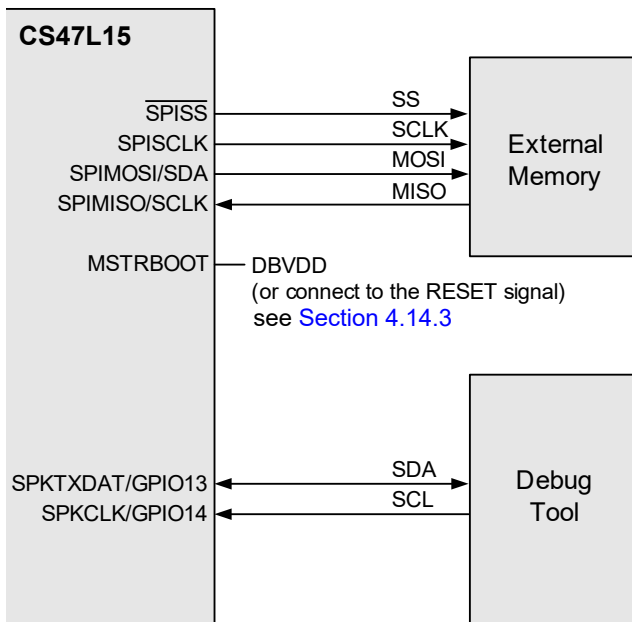 CS47L15
SPISS
SPISCLK
SPIMOSI/SDA
SPIMISO/SCLK
SS
SCLK
MOSI
MISO
External
Memory
MSTRBOOT
DBVDD
(or connect to the RESET signal)
see Section 4.14.3
SPKTXDAT/GPIO13
SPKCLK/GPIO14
SDA
SCL
Debug
Tool